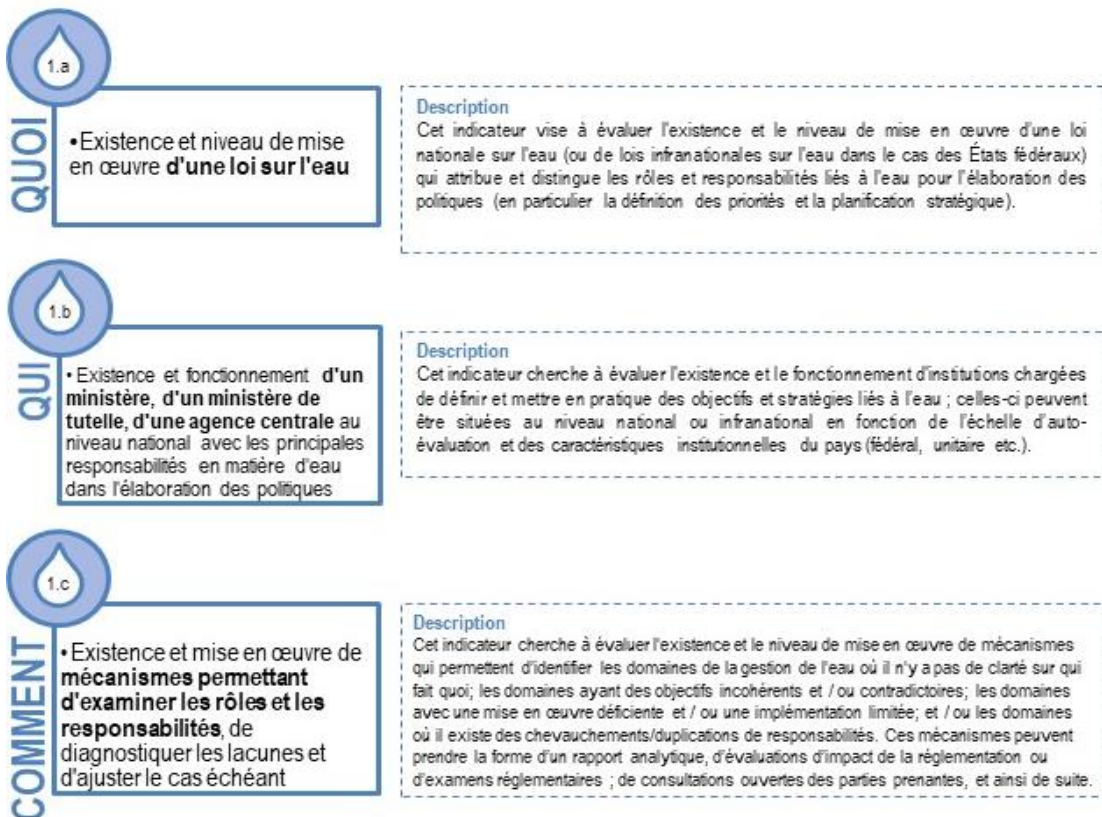 1.a
QUOI
•Existence et niveau de mise
en œuvre d'une loi sur l'eau
Description
Cet indicateur vise à évaluer l'existence et le niveau de mise en œuvre d'une loi
nationale sur l'eau (ou de lois infranationales sur l'eau dans le cas des États fédéraux)
qui attribue et distingue les rôles et responsabilités liés à l'eau pour l'élaboration des
politiques (en particulier la définition des priorités et la planification stratégique).
1.b
QUI
• Existence et fonctionnement d'un
ministère, d'un ministère de
tutelle, d'une agence centrale au
niveau national avec les principales
responsabilités en matière d'eau
dans l'élaboration des politiques
Description
Cet indicateur cherche à évaluer l'existence et le fonctionnement d'institutions chargées
de définir et mettre en pratique des objectifs et stratégies liés à l'eau ; celles-ci peuvent
être situées au niveau national ou infranational en fonction de l'échelle d'auto-
évaluation et des caractéristiques institutionnelles du pays (fédéral, unitaire etc.).
1.c
COMMENT
• Existence et mise en œuvre de
mécanismes permettant
d'examiner les rôles et les
responsabilités, de
diagnostiquer les lacunes et
d'ajuster le cas échéant
Description
Cet indicateur cherche à évaluer l'existence et le niveau de mise en œuvre de mécanismes
qui permettent d'identifier les domaines de la gestion de l'eau où il n'y a pas de clarté sur qui
fait quoi; les domaines ayant des objectifs incohérents et / ou contradictoires; les domaines
avec une mise en œuvre déficiente et / ou une implémentation limitée; et / ou les domaines
où il existe des chevauchements/duplications de responsabilités. Ces mécanismes peuvent
prendre la forme d'un rapport analytique, d'évaluations d'impact de la réglementation ou
d'examens réglementaires ; de consultations ouvertes des parties prenantes, et ainsi de suite.